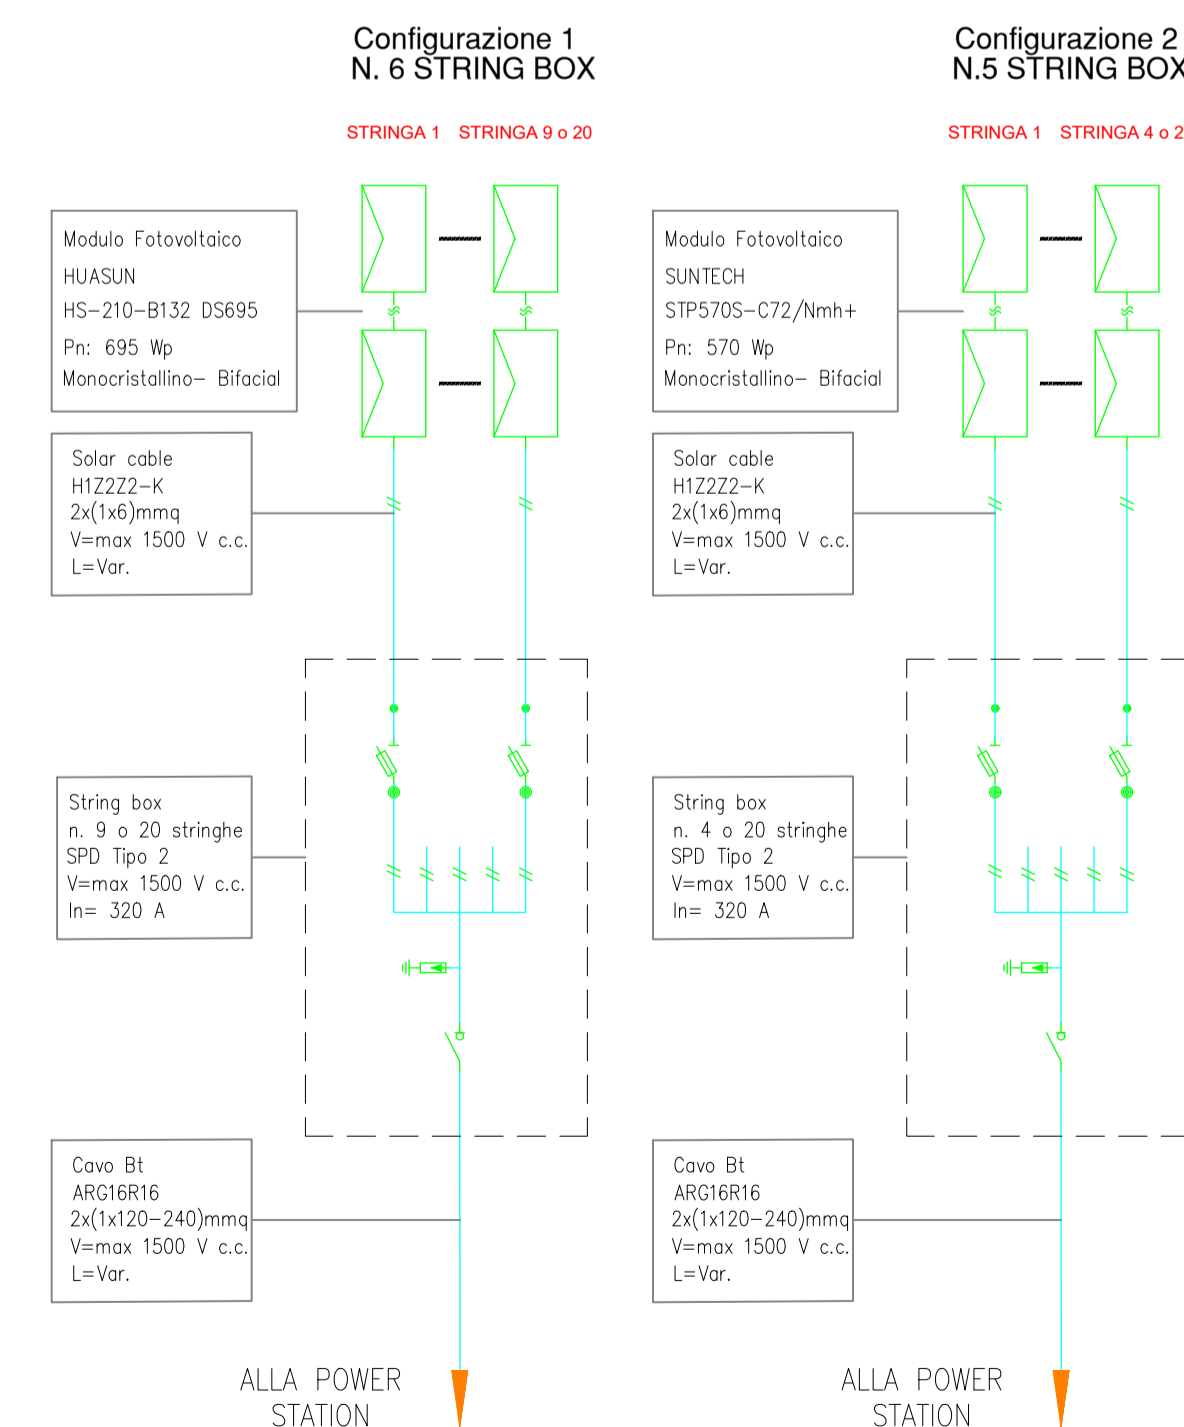 Configurazione 1
N. 6 STRING BOX
STRINGA 1 STRINGA 9 o 20
Modulo Fotovoltaico
HUASUN
HS-210-B132 DS695
Pn: 695 Wp
Monocristallino- Bifacial
Solar cable
H1Z2Z2-K
2x(1x6)mmq
V=max 1500 V c.c.
L=Var.
String box
n. 9 o 20 stringhe
SPD Tipo 2
V=max 1500 V c.c.
In= 320 A
Cavo Bt
ARG16R16
2x(1x120-240)mmq
V=max 1500 V c.c.
L=Var.
ALLA POWER
STATION
Configurazione 2
N.5 STRING BOX
STRINGA 1 STRINGA 4 o 2
Modulo Fotovoltaico
SUNTECH
STP570S-C72/Nmh+
Pn: 570 Wp
Monocristallino- Bifacial
Solar cable
H1Z2Z2-K
2x(1x6)mmq
V=max 1500 V c.c.
L=Var.
String box
n. 4 o 20 stringhe
SPD Tipo 2
V=max 1500 V c.c.
In= 320 A
Cavo Bt
ARG16R16
2x(1x120-240)mmq
V=max 1500 V c.c.
L=Var.
ALLA POWER
STATION